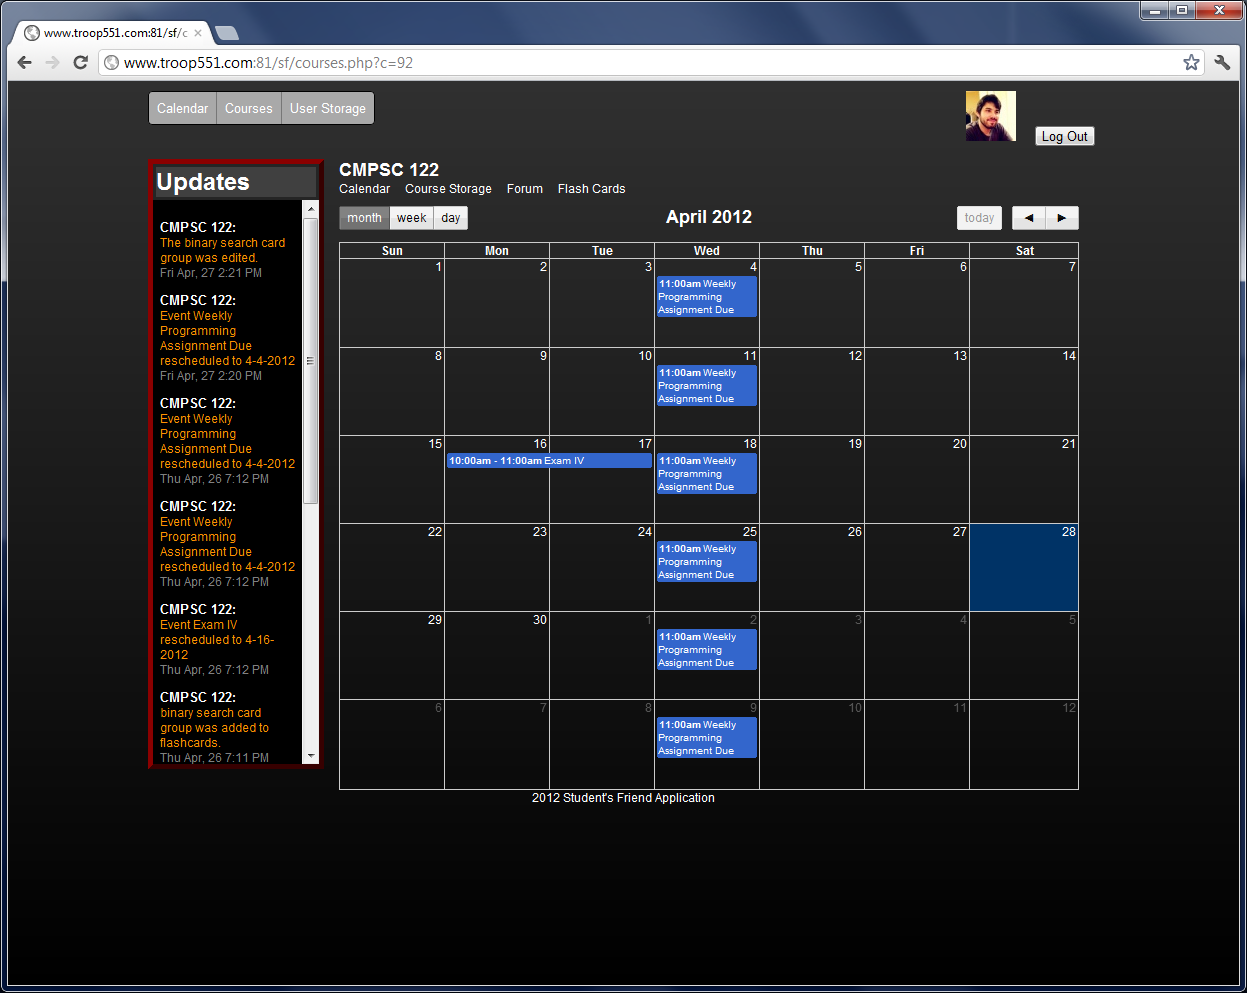 www.troop551.com:81/sf/c
www.troop551.com:81/sf/courses.php?c=92
Calendar Courses User Storage
Log Out
Updates
CMPSC 122:
The binary search card
group was edited.
Fri Apr, 27 2:21 PM
CMPSC 122:
Event Weekly
Programming
Assignment Due
rescheduled to 4-4-2012
Fri Apr, 27 2:20 PM
CMPSC 122:
Event Weekly
Programming
Assignment Due
rescheduled to 4-4-2012
Thu Apr, 26 7:12 PM
CMPSC 122:
Event Weekly
Programming
Assignment Due
rescheduled to 4-4-2012
Thu Apr, 26 7:12 PM
CMPSC 122:
Event Exam IV
rescheduled to 4-16-
2012
Thu Apr, 26 7:12 PM
CMPSC 122:
binary search card
group was added to
flashcards.
Thu Apr, 26 7:11 PM
CMPSC 122
Calendar Course Storage Forum Flash Cards
month week day April 2012 today
Sun Mon Tue Wed Thu Fri Sat
1 2 3 4 5 6 7
11:00am Weekly
Programming
Assignment Due
8 9 10 11 12 13 14
11:00am Weekly
Programming
Assignment Due
15 16 17 18 19 20 21
10:00am - 11:00am Exam IV 11:00am Weekly
Programming
Assignment Due
22 23 24 25 26 27 28
11:00am Weekly
Programming
Assignment Due
29 30 1 2 3 4 5
11:00am Weekly
Programming
Assignment Due
6 7 8 9 10 11 12
11:00am Weekly
Programming
Assignment Due
2012 Student's Friend Application